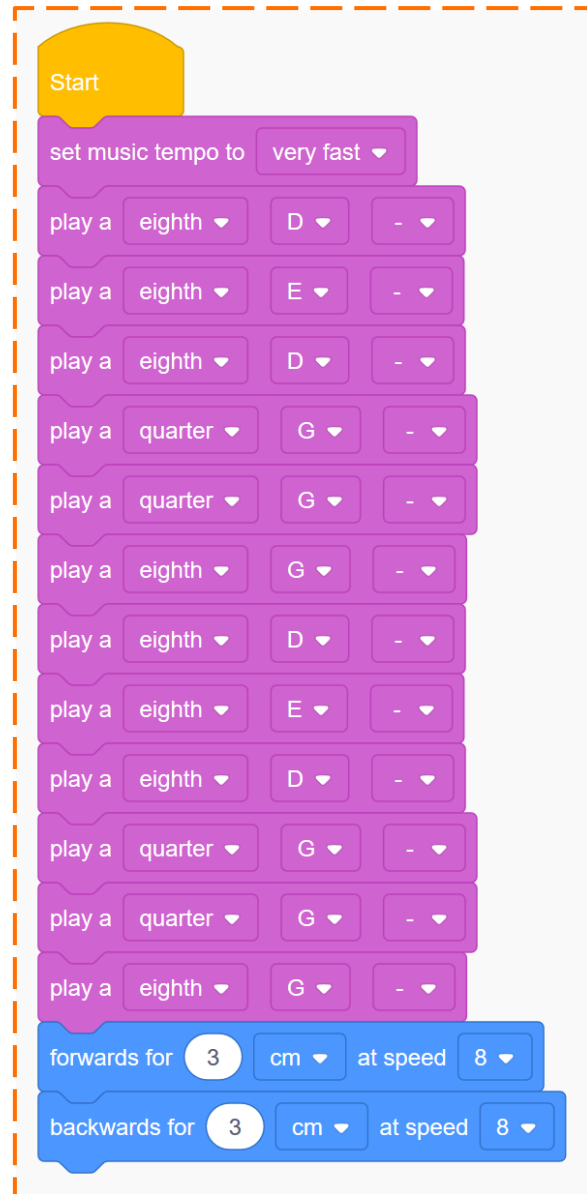 Start
set music tempo to very fast
play a eighth D -
play a eighth E -
play a eighth D -
play a quarter G -
play a quarter G -
play a eighth G -
play a eighth D -
play a eighth E -
play a eighth D -
play a quarter G -
play a quarter G -
play a eighth G -
forwards for 3 cm at speed 8
backwards for 3 cm at speed 8